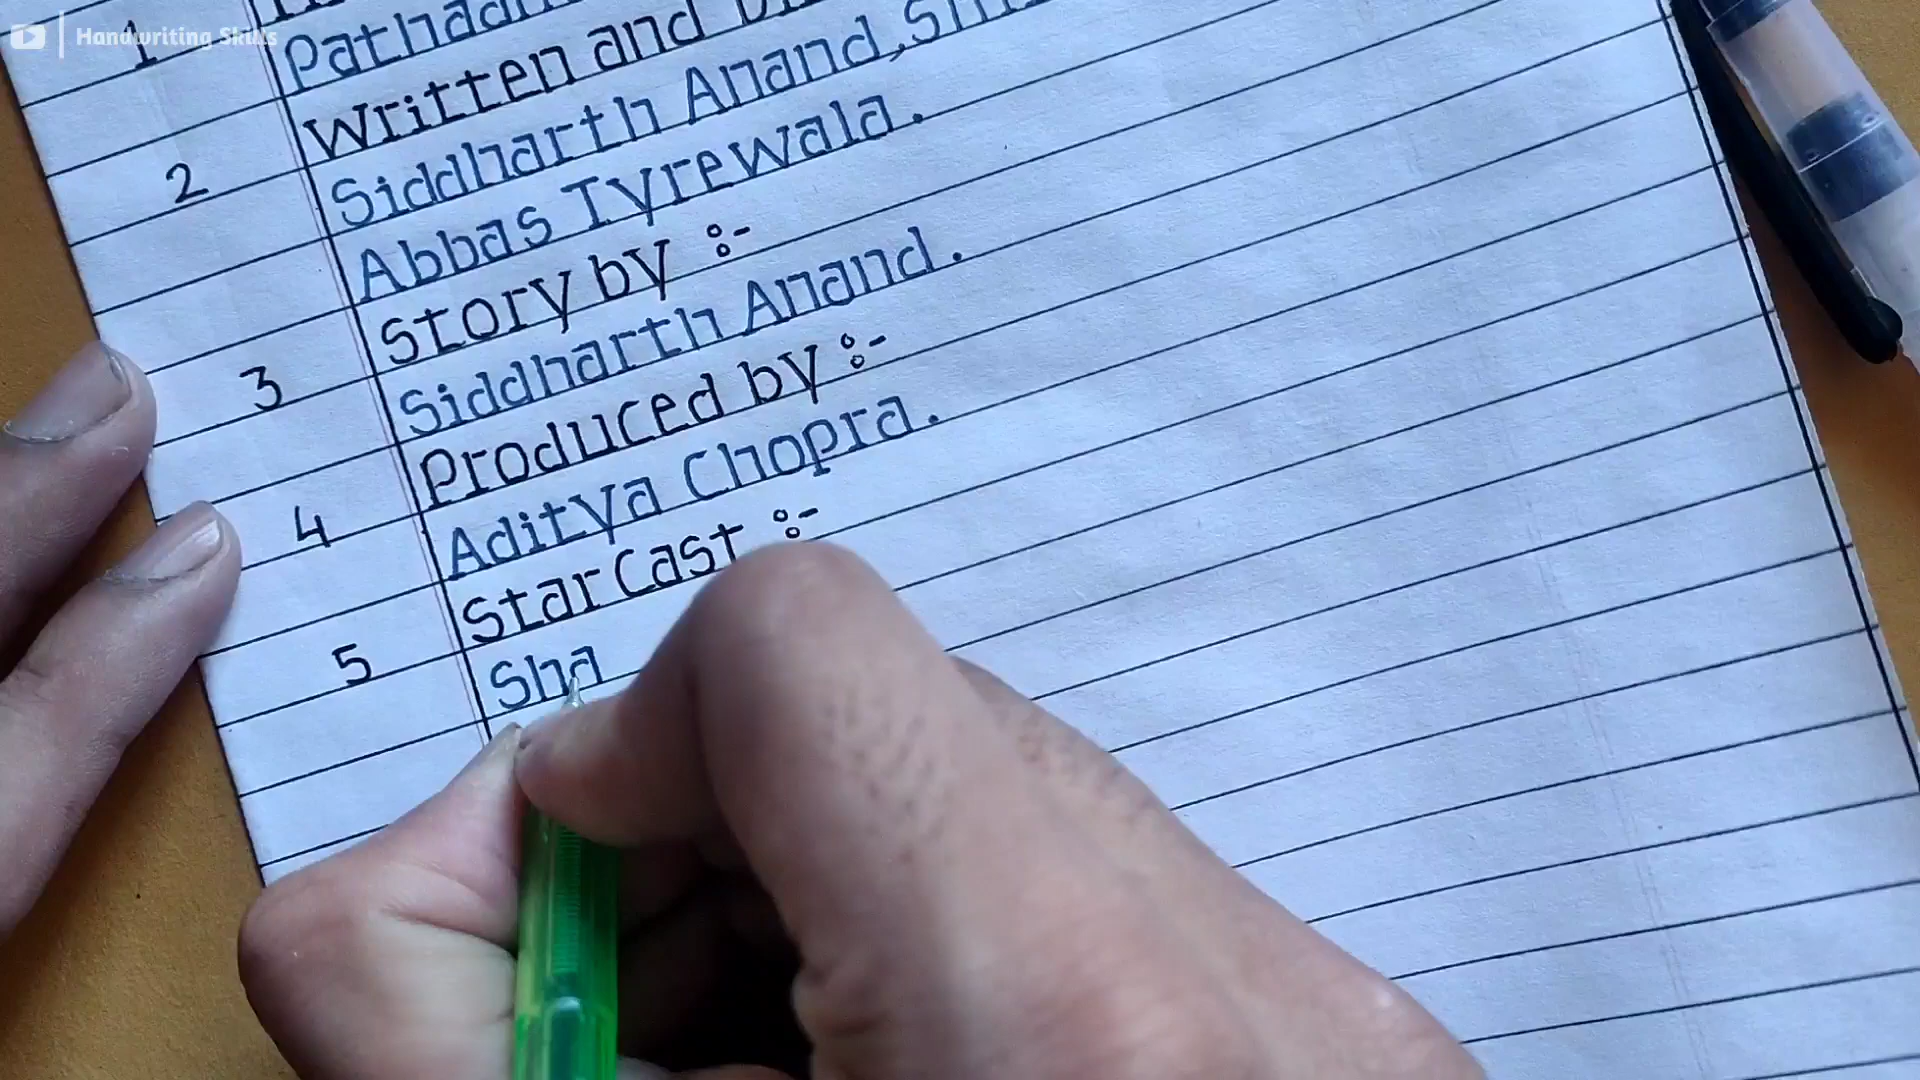 Handwriting Skills
1
Written and
2 Siddharth Anand,
Abbas Tyrewala.
Story by :-
3 Siddharth Anand.
Produced by :-
4 Aditya Chopra.
Star Cast :-
5 Sha